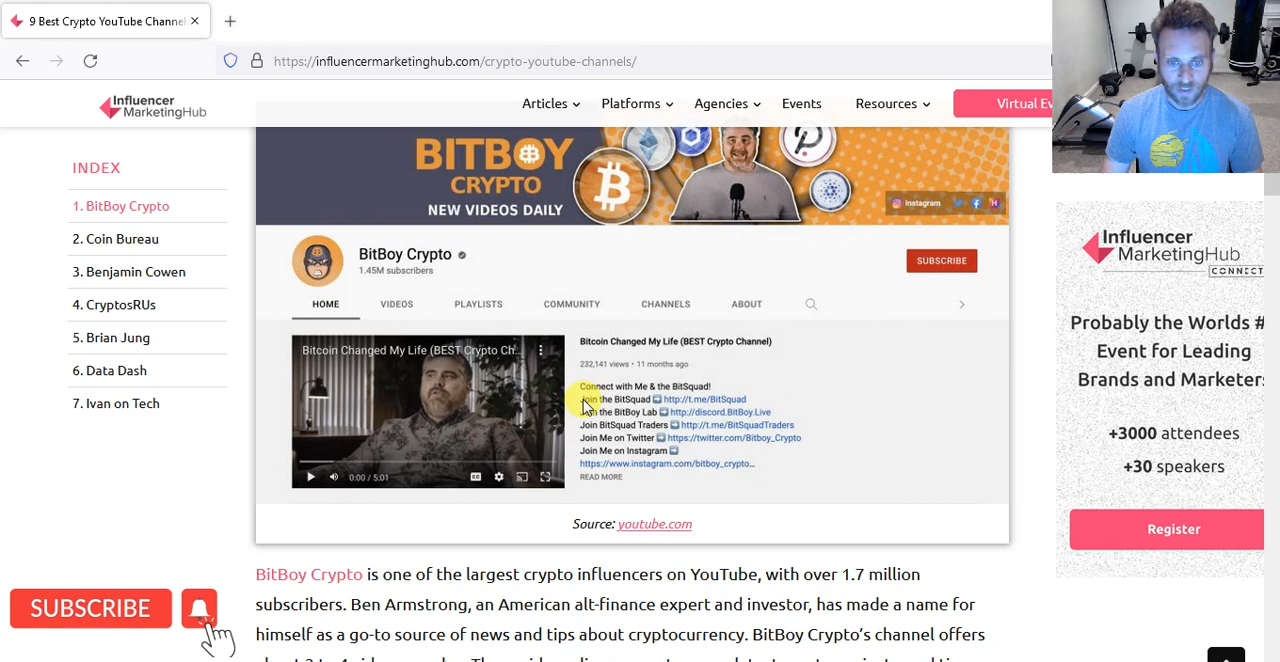 9 Best Crypto YouTube Channel
https://influencermarketinghub.com/crypto-youtube-channels/
Influencer
MarketingHub
Articles
Platforms
Agencies
Events
Resources
Virtual Ev
INDEX
1. BitBoy Crypto
2. Coin Bureau
3. Benjamin Cowen
4. CryptosRUs
5. Brian Jung
6. Data Dash
7. Ivan on Tech
BITBOY
CRYPTO
NEW VIDEOS DAILY
Instagram
BitBoy Crypto
1.45M subscribers
SUBSCRIBE
HOME
VIDEOS
PLAYLISTS
COMMUNITY
CHANNELS
ABOUT
Bitcoin Changed My Life (BEST Crypto Ch...
0:00 / 5:01
Bitcoin Changed My Life (BEST Crypto Channel)
232,141 views • 11 months ago
Connect with Me & the BitSquad!
Join the BitSquad ➡ http://t.me/BitSquad
Join the BitBoy Lab ➡ http://discord.BitBoy.Live
Join BitSquad Traders ➡ http://t.me/BitSquadTraders
Join Me on Twitter ➡ https://twitter.com/Bitboy_Crypto
Join Me on Instagram ➡
https://www.instagram.com/bitboy_crypto...
READ MORE
Source: youtube.com
BitBoy Crypto is one of the largest crypto influencers on YouTube, with over 1.7 million
subscribers. Ben Armstrong, an American alt-finance expert and investor, has made a name for
himself as a go-to source of news and tips about cryptocurrency. BitBoy Crypto's channel offers
Influencer
MarketingHub
CONNECT
Probably the Worlds #
Event for Leading
Brands and Marketers
+3000 attendees
+30 speakers
Register
SUBSCRIBE